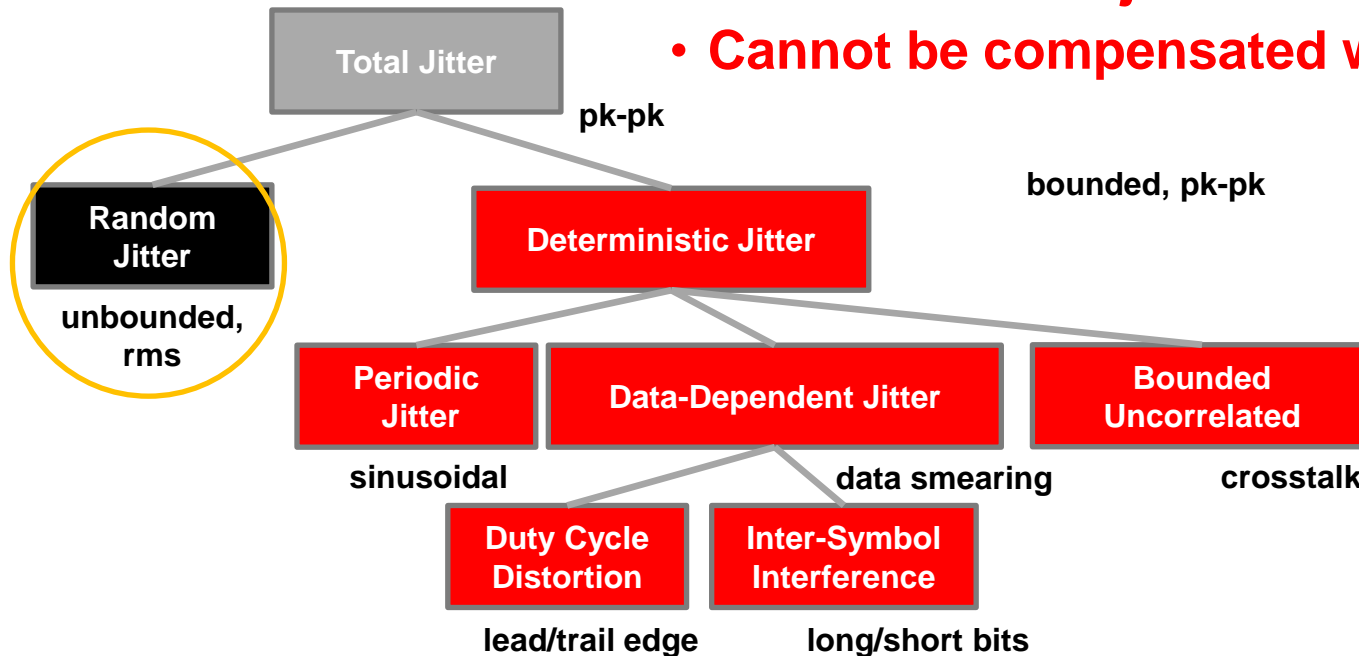 • Cannot be compensated w
Total Jitter
pk-pk
bounded, pk-pk
Random
Jitter
Deterministic Jitter
unbounded,
rms
Periodic
Jitter
Data-Dependent Jitter
Bounded
Uncorrelated
sinusoidal
data smearing
crosstalk
Duty Cycle
Distortion
Inter-Symbol
Interference
lead/trail edge
long/short bits